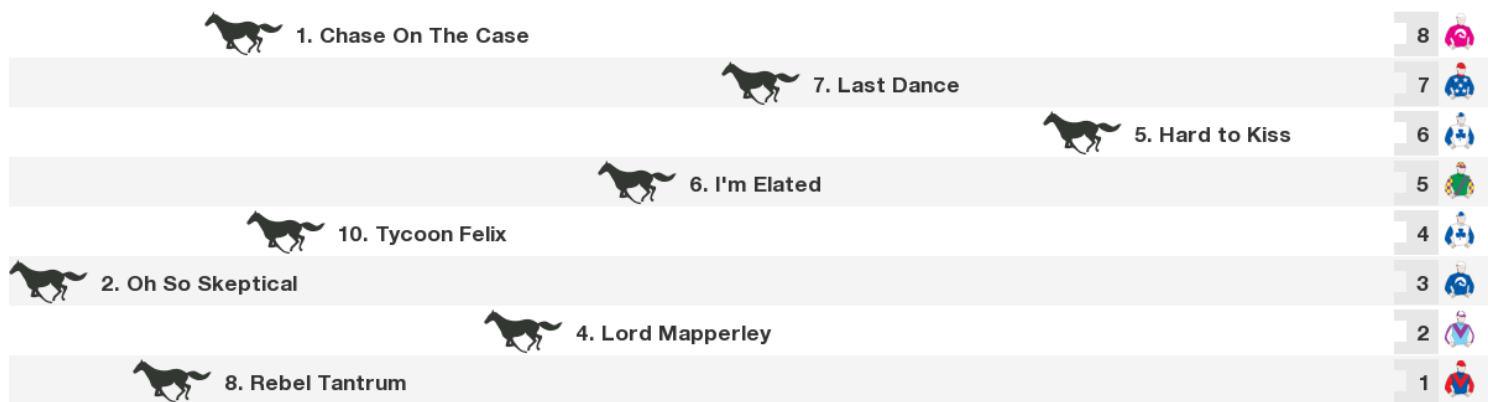 1. Chase On The Case 8
7. Last Dance 7
5. Hard to Kiss 6
6. I'm Elated 5
10. Tycoon Felix 4
2. Oh So Skeptical 3
4. Lord Mapperley 2
8. Rebel Tantrum 1